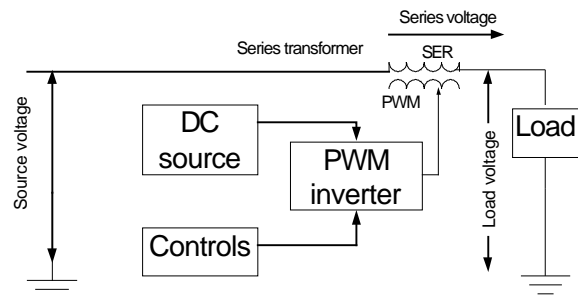 Series voltage
Series transformer
SER
PWM
Source voltage
DC
source
PWM
inverter
Controls
Load voltage
Load